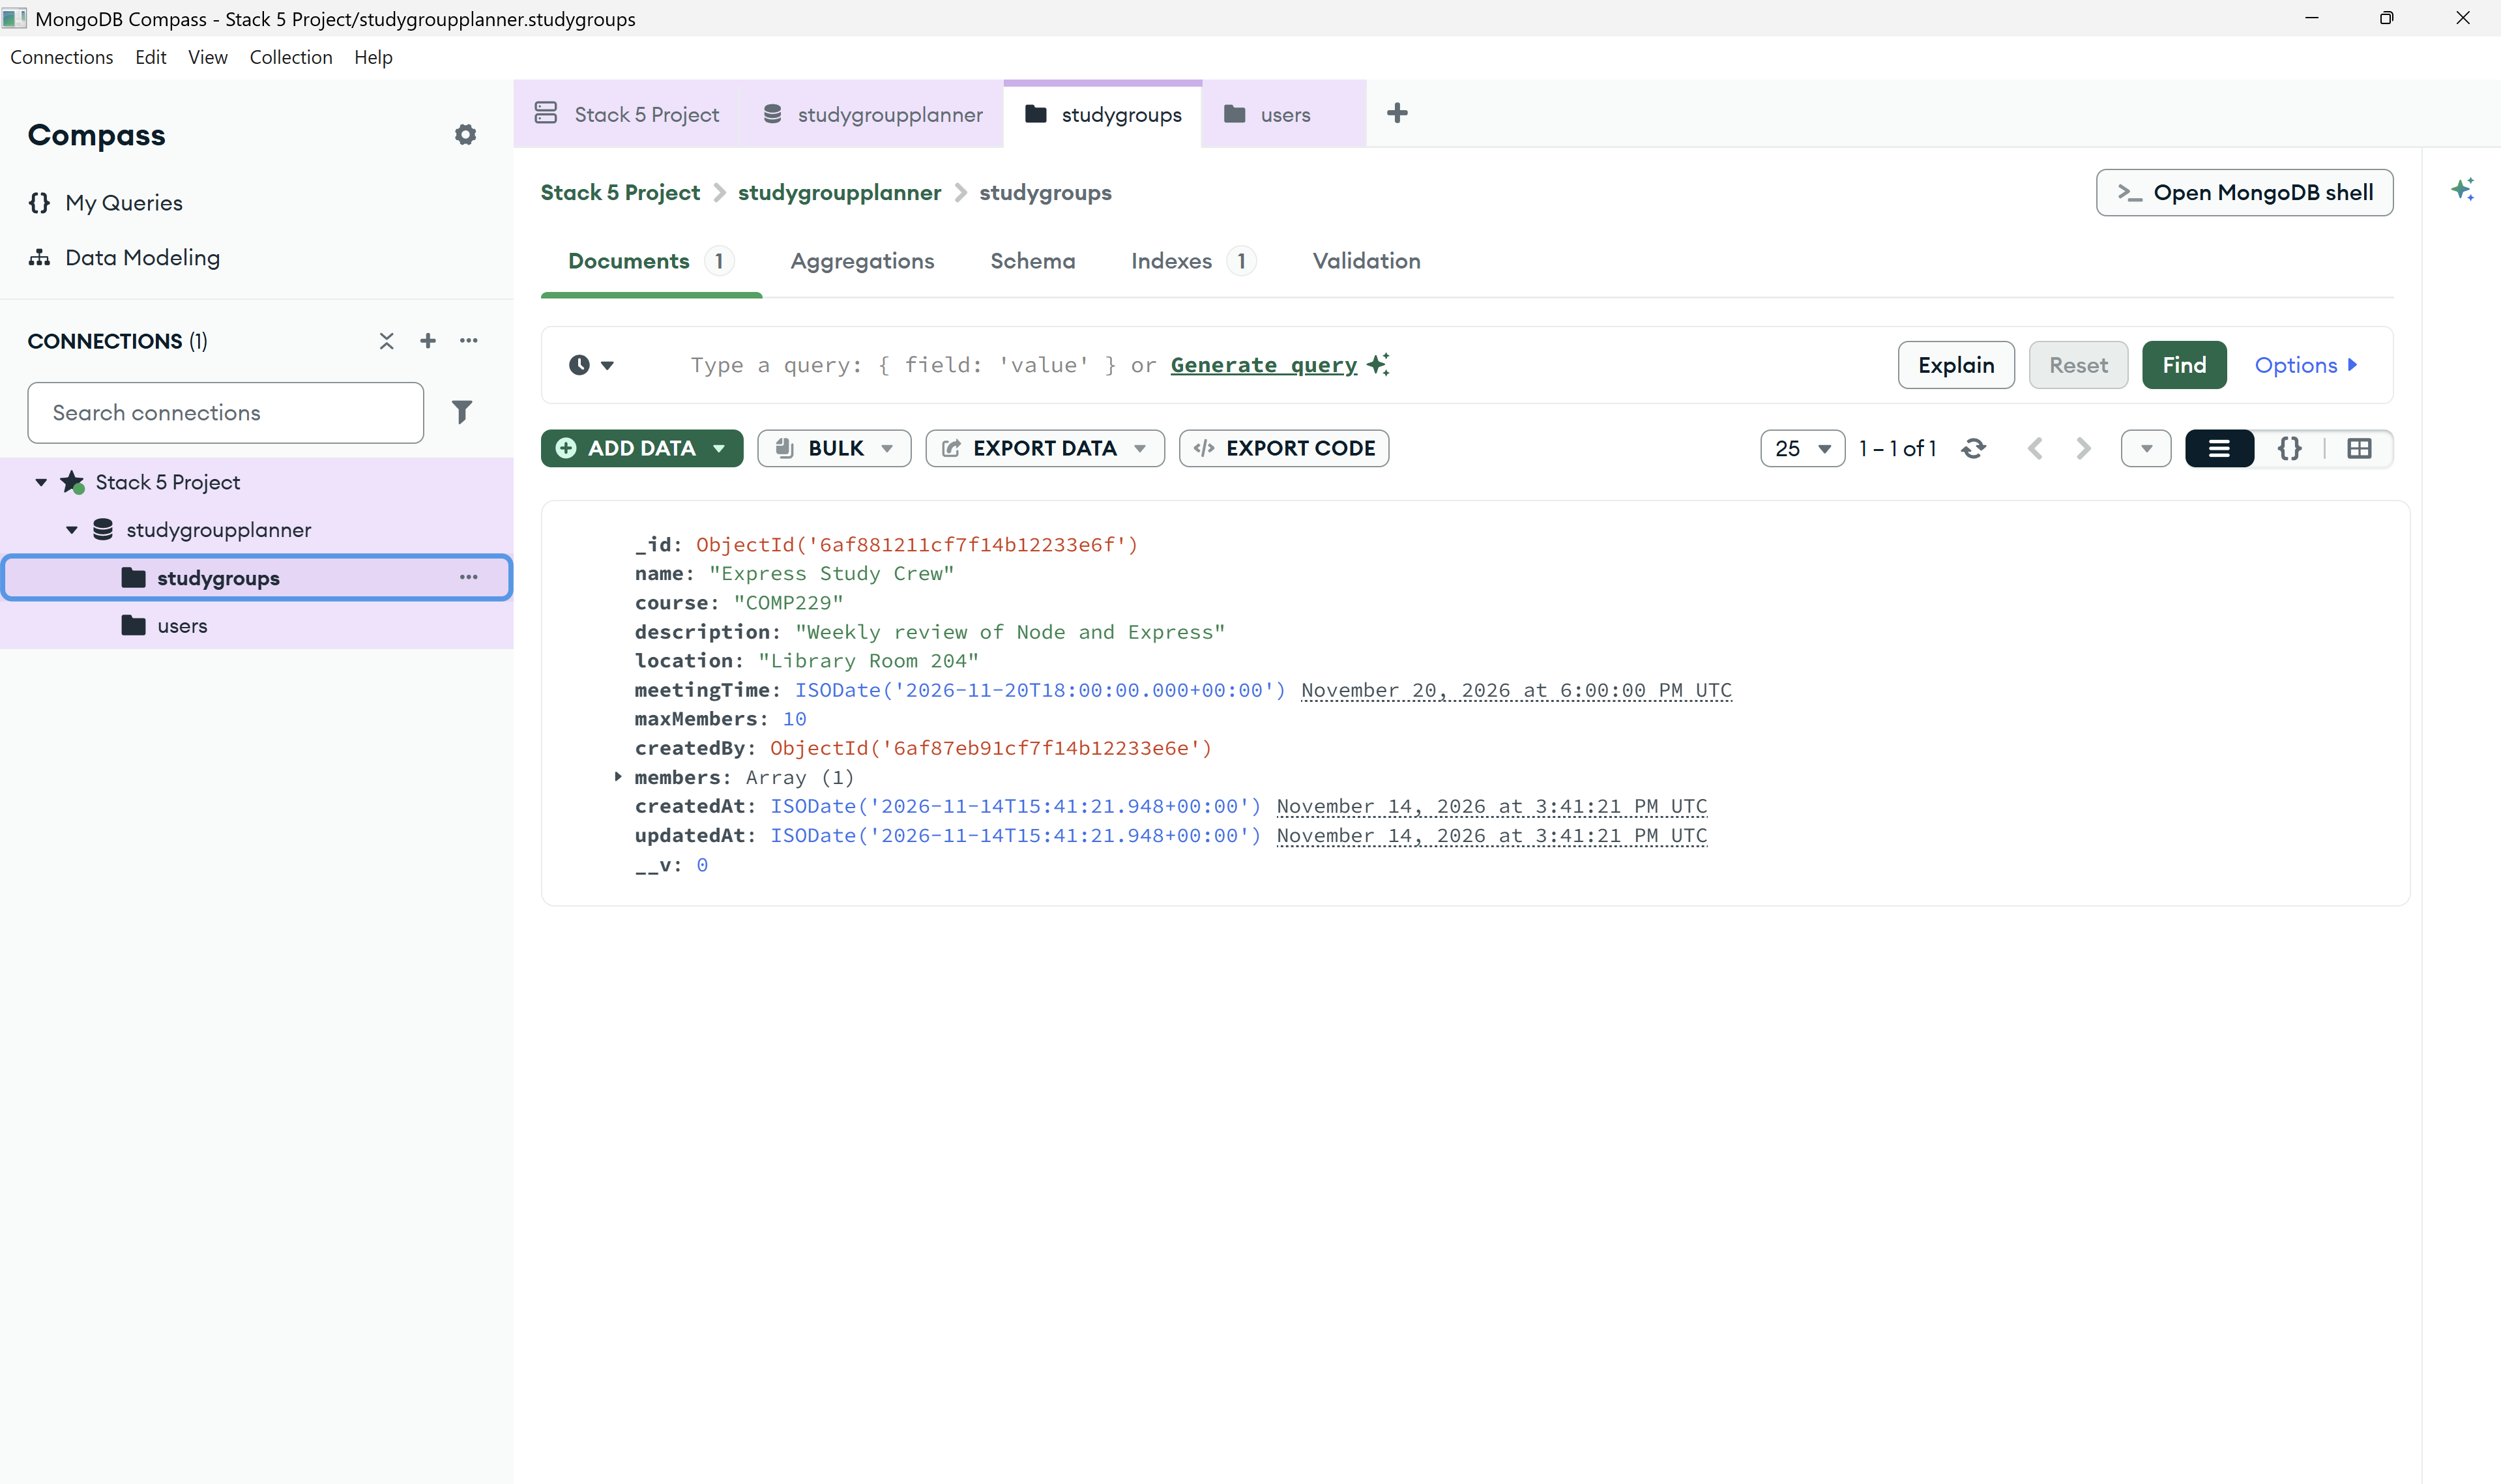 MongoDB Compass - Stack 5 Project/studygroupplanner.studygroups
Connections Edit View Collection Help
Compass
My Queries
Data Modeling
CONNECTIONS (1)
Search connections
Stack 5 Project
studygroupplanner
studygroups
users
Stack 5 Project studygroupplanner studygroups users
Stack 5 Project > studygroupplanner > studygroups
>_ Open MongoDB shell
Documents 1 Aggregations Schema Indexes 1 Validation
Type a query: { field: 'value' } or Generate query
Explain Reset Find Options
ADD DATA BULK EXPORT DATA EXPORT CODE
25 1 – 1 of 1
_id: ObjectId('6af881211cf7f14b12233e6f')
name: "Express Study Crew"
course: "COMP229"
description: "Weekly review of Node and Express"
location: "Library Room 204"
meetingTime: ISODate('2026-11-20T18:00:00.000+00:00') November 20, 2026 at 6:00:00 PM UTC
maxMembers: 10
createdBy: ObjectId('6af87eb91cf7f14b12233e6e')
members: Array (1)
createdAt: ISODate('2026-11-14T15:41:21.948+00:00') November 14, 2026 at 3:41:21 PM UTC
updatedAt: ISODate('2026-11-14T15:41:21.948+00:00') November 14, 2026 at 3:41:21 PM UTC
__v: 0